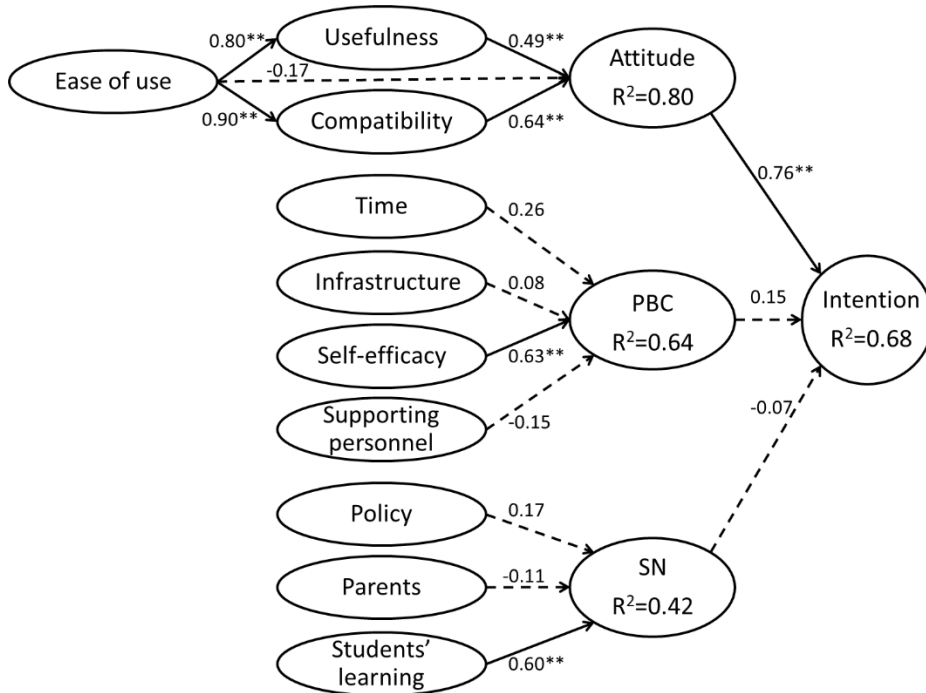 Ease of use
0.80**
-0.17
0.90**
Usefulness
Compatibility
0.49**
0.64**
Attitude
R²=0.80
0.76**
Time
Infrastructure
Self-efficacy
Supporting
personnel
0.26
0.08
0.63**
-0.15
PBC
R²=0.64
0.15
Intention
R²=0.68
-0.07
Policy
Parents
Students’
learning
0.17
-0.11
0.60**
SN
R²=0.42